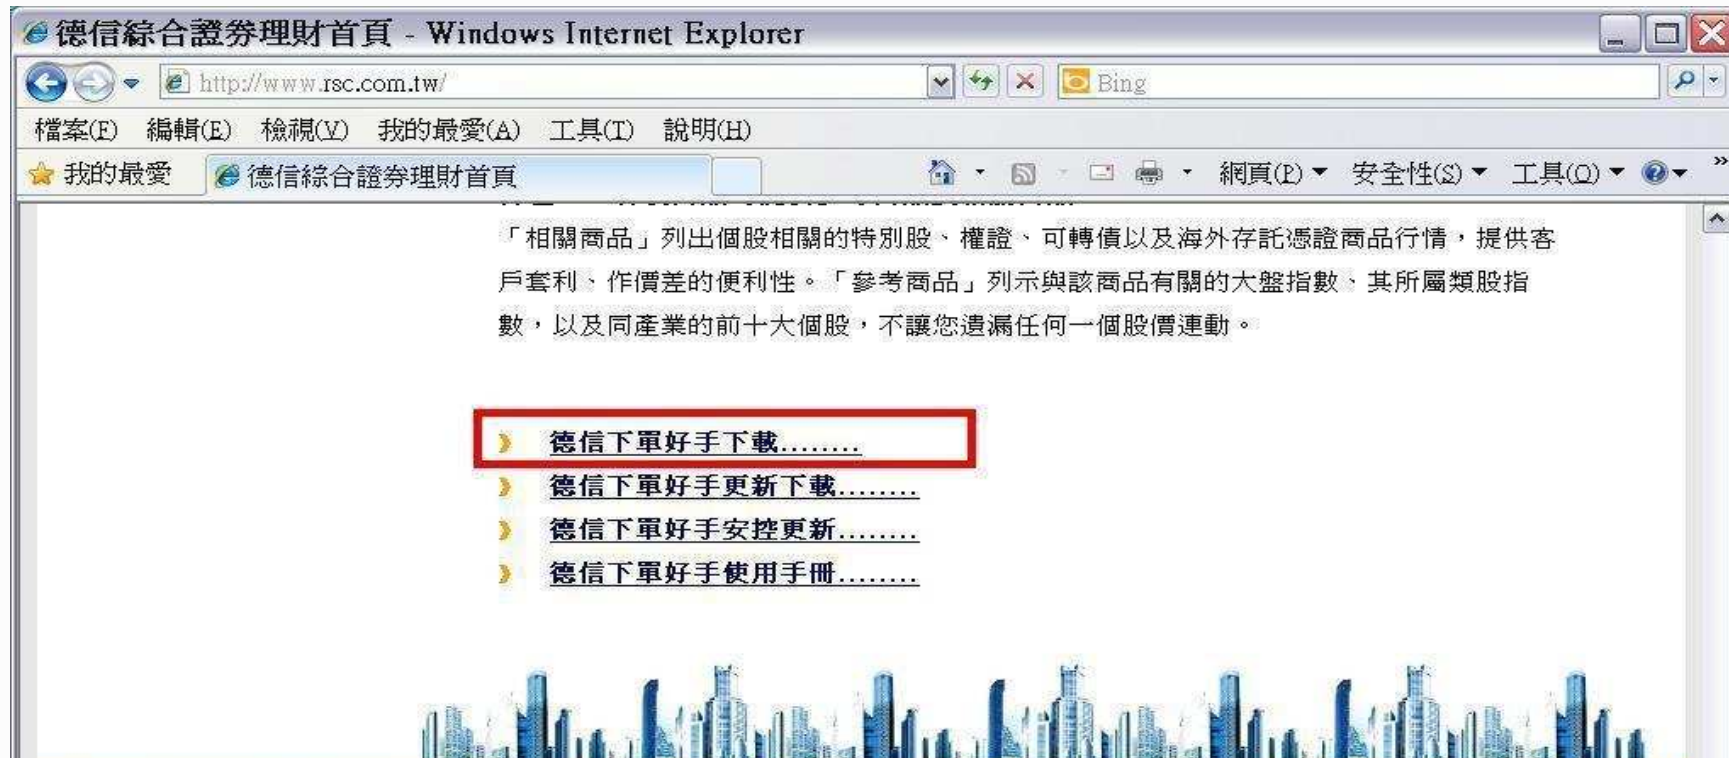 德信綜合證券理財首頁 - Windows Internet Explorer
http://www.rsc.com.tw/
Bing
檔案(F) 編輯(E) 檢視(V) 我的最愛(A) 工具(T) 說明(H)
我的最愛 德信綜合證券理財首頁 網頁(P) 安全性(S) 工具(O) »
「相關商品」列出個股相關的特別股、權證、可轉債以及海外存託憑證商品行情，提供客
戶套利、作價差的便利性。「參考商品」列示與該商品有關的大盤指數、其所屬類股指
數，以及同產業的前十大個股，不讓您遺漏任何一個股價連動。
德信下單好手下載........
德信下單好手更新下載........
德信下單好手安控更新........
德信下單好手使用手冊........